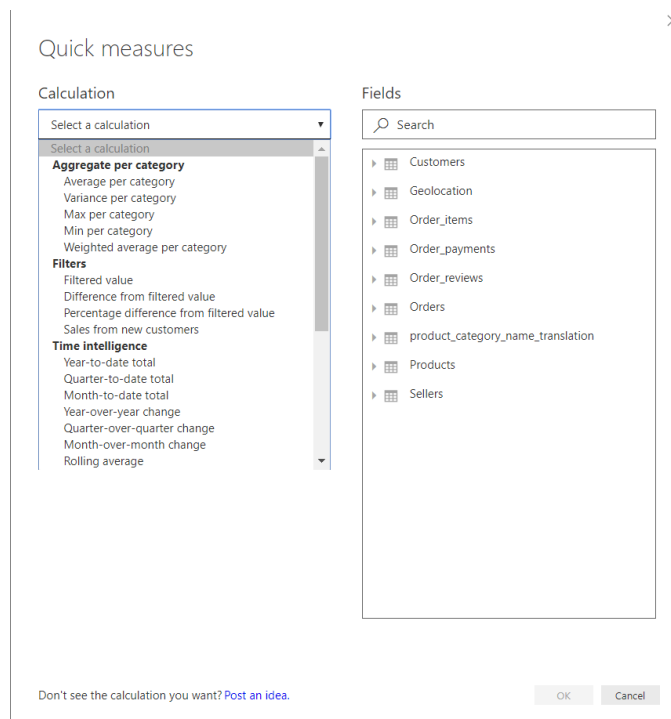 Quick measures
Calculation
Select a calculation
Select a calculation
Aggregate per category
Average per category
Variance per category
Max per category
Min per category
Weighted average per category
Filters
Filtered value
Difference from filtered value
Percentage difference from filtered value
Sales from new customers
Time intelligence
Year-to-date total
Quarter-to-date total
Month-to-date total
Year-over-year change
Quarter-over-quarter change
Month-over-month change
Rolling average
Fields
Search
Customers
Geolocation
Order_items
Order_payments
Order_reviews
Orders
product_category_name_translation
Products
Sellers
Don't see the calculation you want? Post an idea.
OK
Cancel